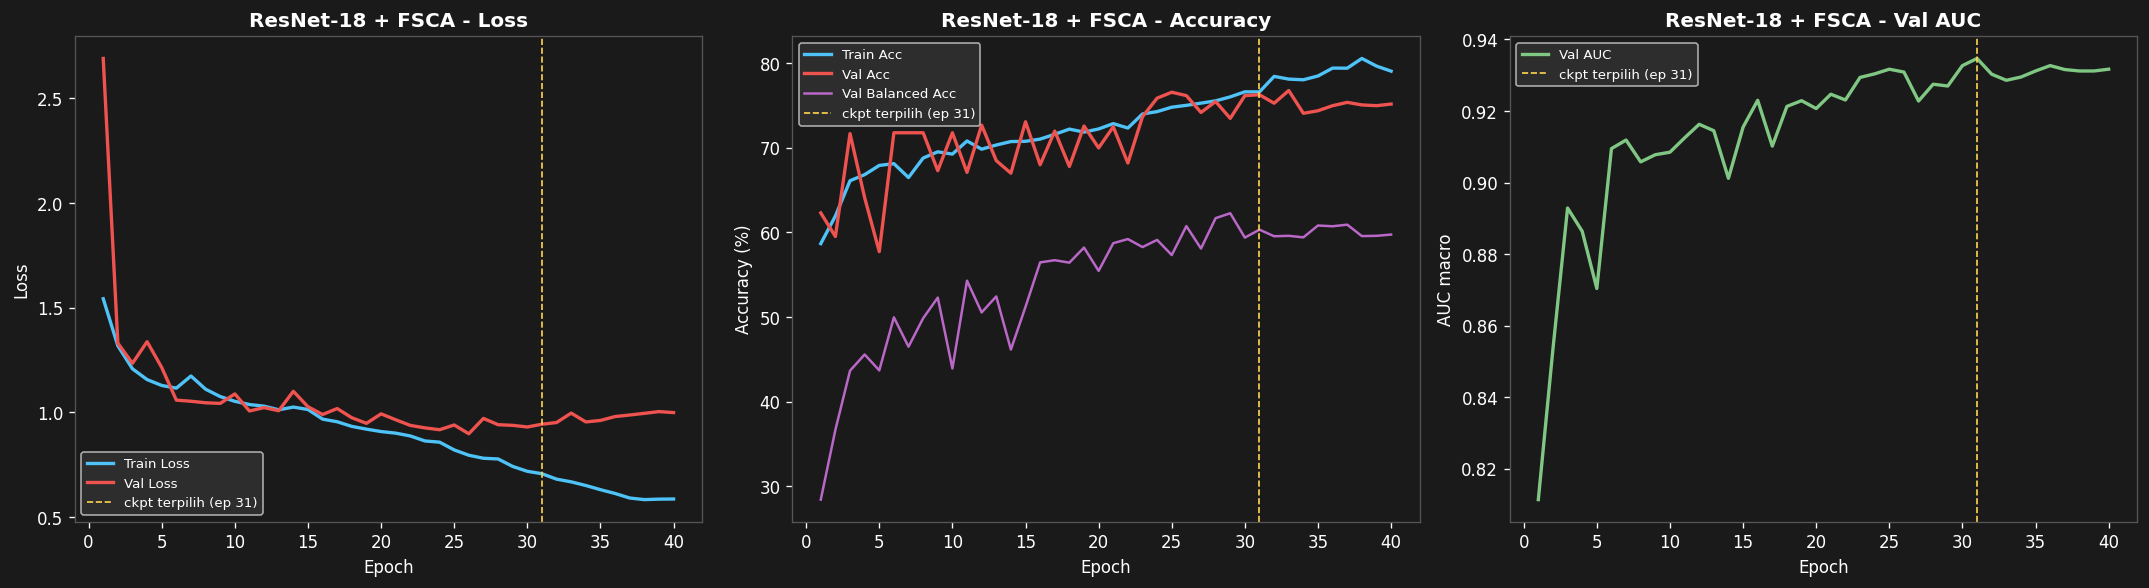 ResNet-18 + FSCA - Loss
Loss
2.5
2.0
1.5
1.0
0.5
Train Loss
Val Loss
ckpt terpilih (ep 31)
0 5 10 15 20 25 30 35 40
Epoch
ResNet-18 + FSCA - Accuracy
Accuracy (%)
80
70
60
50
40
30
Train Acc
Val Acc
Val Balanced Acc
ckpt terpilih (ep 31)
0 5 10 15 20 25 30 35 40
Epoch
ResNet-18 + FSCA - Val AUC
AUC macro
0.94
0.92
0.90
0.88
0.86
0.84
0.82
Val AUC
ckpt terpilih (ep 31)
0 5 10 15 20 25 30 35 40
Epoch